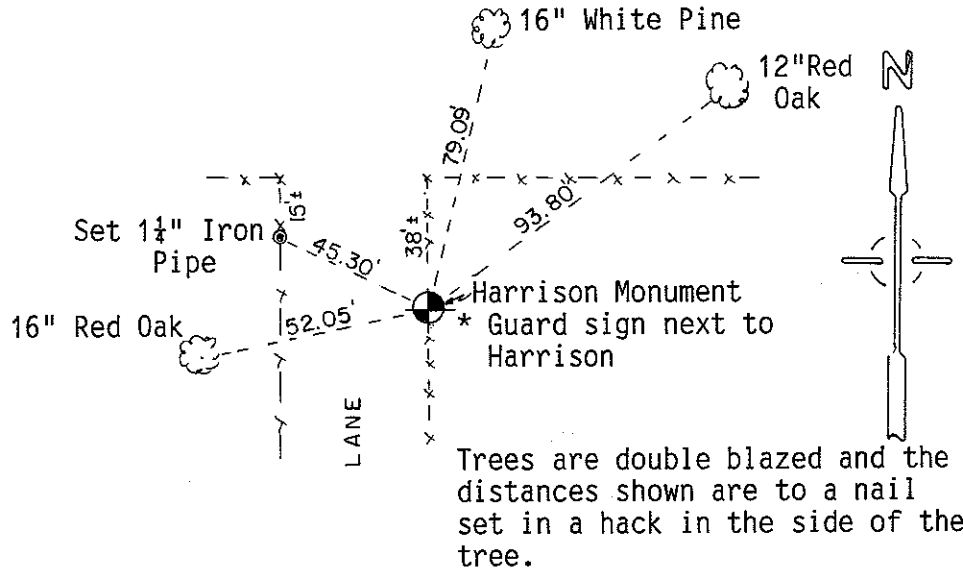 16" White Pine
12"Red
Oak
N
79.09'
93.80'
15'±
38'±
Set 1¼" Iron
Pipe
45.30'
Harrison Monument
* Guard sign next to
Harrison
16" Red Oak
52.05'
LANE
Trees are double blazed and the
distances shown are to a nail
set in a hack in the side of the
tree.